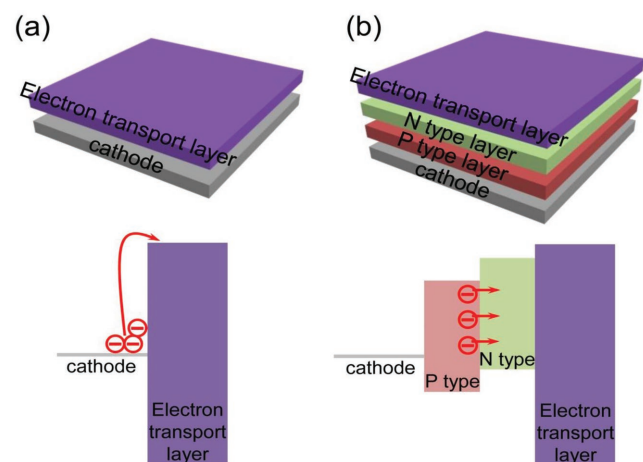 (a)
Electron transport layer
cathode
(b)
Electron transport layer
N type layer
P type layer
cathode
cathode
Electron
transport
layer
cathode
P type
N type
Electron
transport
layer